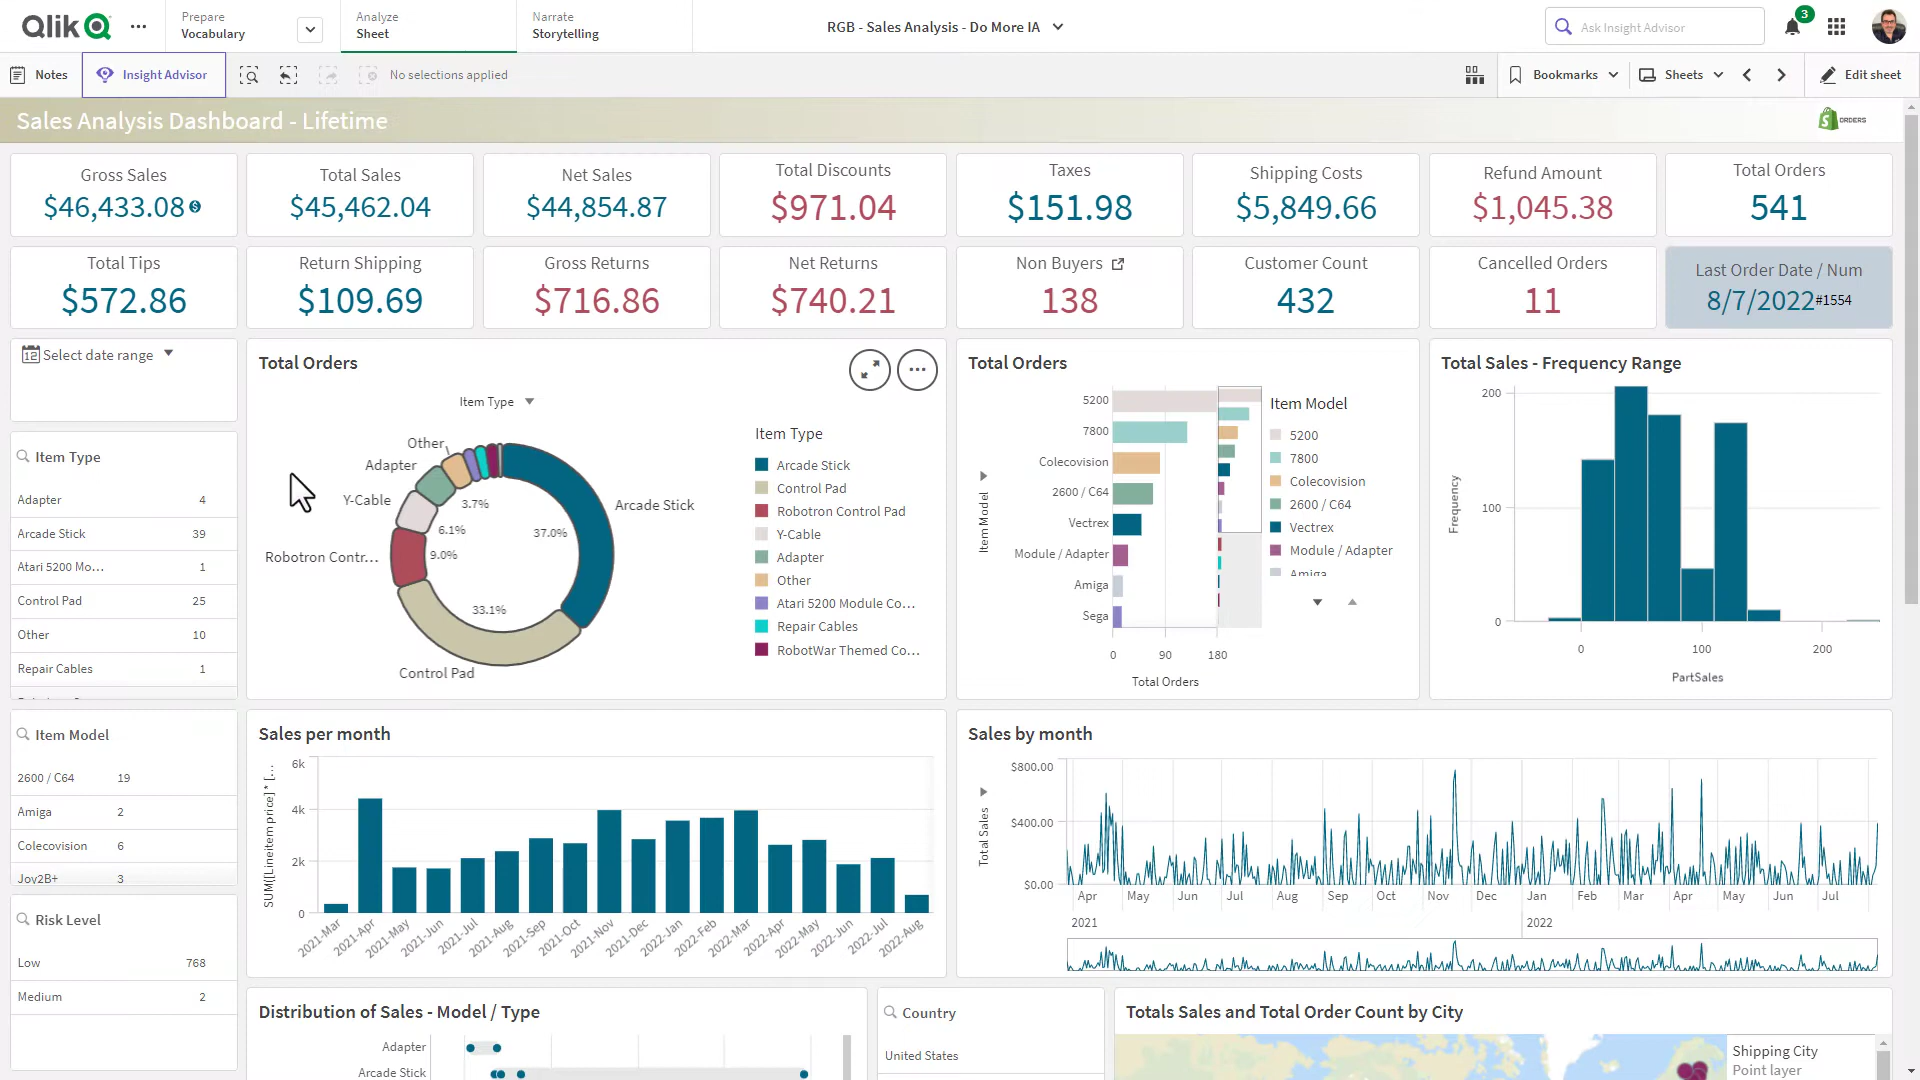 Qlik
Prepare
Vocabulary
Analyze
Sheet
Narrate
Storytelling
RGB - Sales Analysis - Do More IA
Ask Insight Advisor
3
Notes
Insight Advisor
No selections applied
Bookmarks
Sheets
Edit sheet
Sales Analysis Dashboard - Lifetime
ORDERS
Gross Sales
$46,433.08
Total Sales
$45,462.04
Net Sales
$44,854.87
Total Discounts
$971.04
Taxes
$151.98
Shipping Costs
$5,849.66
Refund Amount
$1,045.38
Total Orders
541
Total Tips
$572.86
Return Shipping
$109.69
Gross Returns
$716.86
Net Returns
$740.21
Non Buyers
138
Customer Count
432
Cancelled Orders
11
Last Order Date / Num
8/7/2022#1554
12 Select date range
Item Type
Adapter 4
Arcade Stick 39
Atari 5200 Mo... 1
Control Pad 25
Other 10
Repair Cables 1
Total Orders
Item Type
Other
Adapter
Y-Cable
Robotron Contr...
Control Pad
Arcade Stick
3.7%
6.1%
9.0%
33.1%
37.0%
Item Type
Arcade Stick
Control Pad
Robotron Control Pad
Y-Cable
Adapter
Other
Atari 5200 Module Co...
Repair Cables
RobotWar Themed Co...
Total Orders
Item Model
5200
7800
Colecovision
2600 / C64
Vectrex
Module / Adapter
Amiga
Sega
0 90 180
Total Orders
Item Model
5200
7800
Colecovision
2600 / C64
Vectrex
Module / Adapter
Amiga
Total Sales - Frequency Range
Frequency
200
100
0
0 100 200
PartSales
Item Model
2600 / C64 19
Amiga 2
Colecovision 6
Joy2B+ 3
Risk Level
Low 768
Medium 2
Sales per month
SUM([Lineitem price] * [...
6k
4k
2k
0
2021-Mar 2021-Apr 2021-May 2021-Jun 2021-Jul 2021-Aug 2021-Sep 2021-Oct 2021-Nov 2021-Dec 2022-Jan 2022-Feb 2022-Mar 2022-Apr 2022-May 2022-Jun 2022-Jul 2022-Aug
Sales by month
Total Sales
$800.00
$400.00
$0.00
Apr May Jun Jul Aug Sep Oct Nov Dec Jan Feb Mar Apr May Jun Jul
2021 2022
Distribution of Sales - Model / Type
Adapter
Arcade Stick
Country
United States
Totals Sales and Total Order Count by City
Shipping City
Point layer